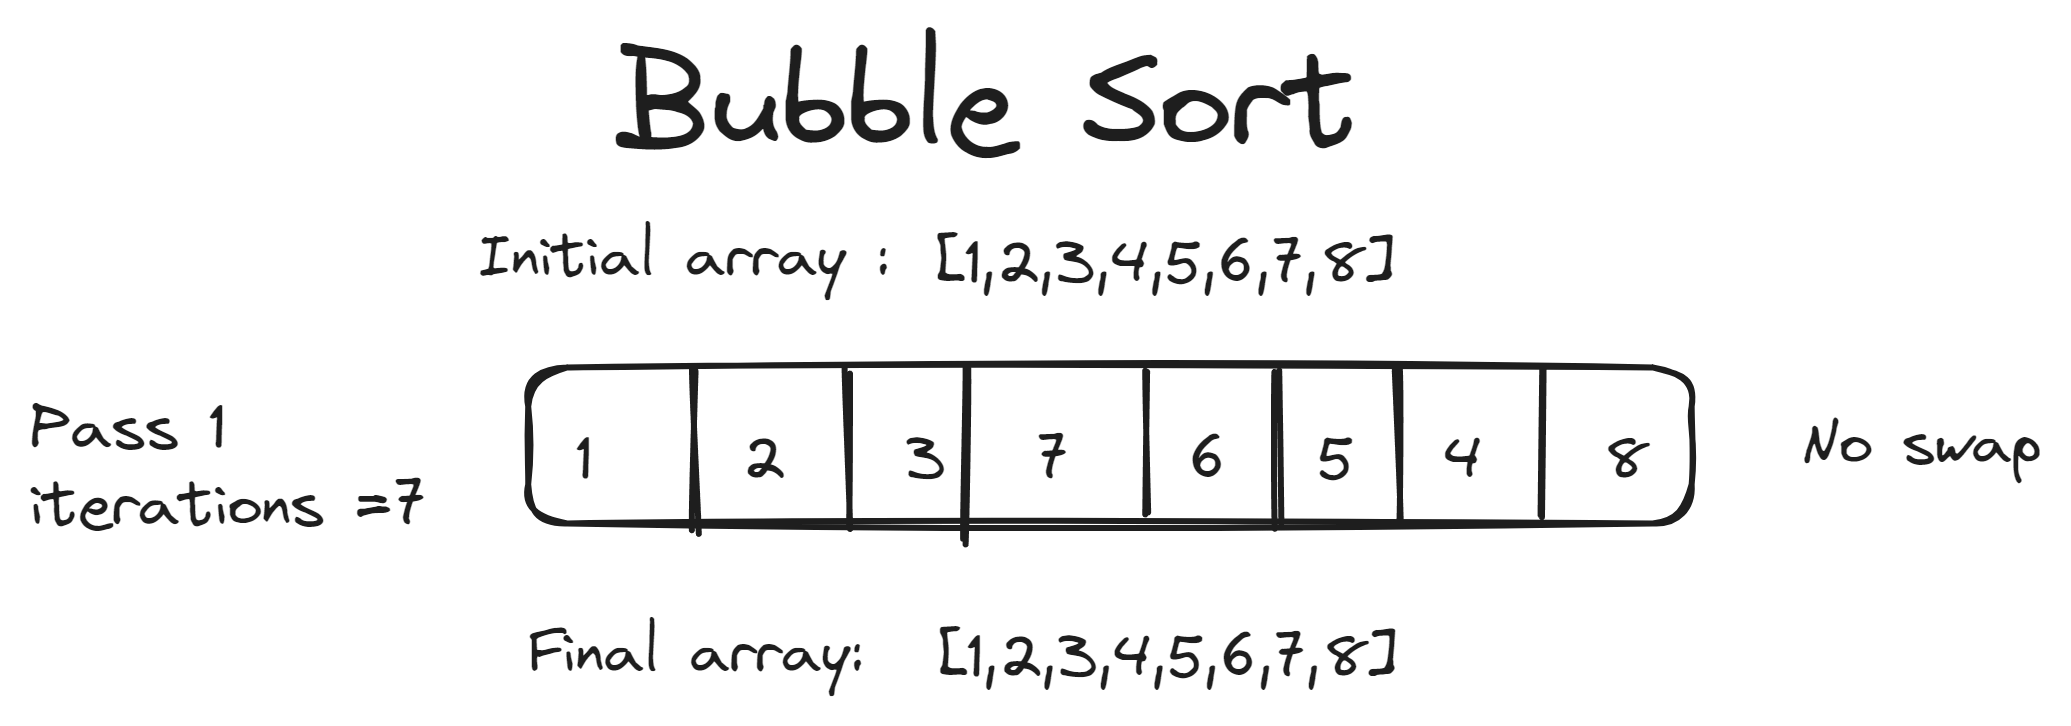 Bubble Sort
Initial array : [1,2,3,4,5,6,7,8]
Pass 1
iterations =7
1 2 3 7 6 5 4 8
No swap
Final array: [1,2,3,4,5,6,7,8]